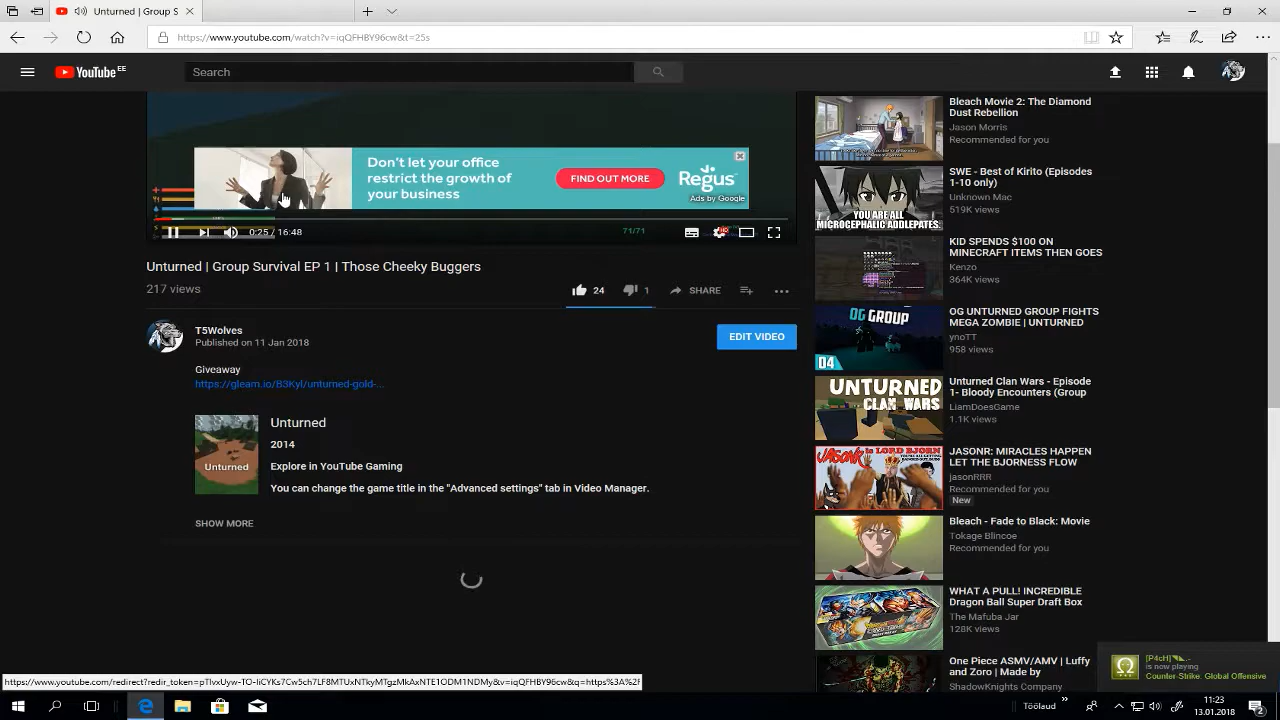 Unturned | Group S
https://www.youtube.com/watch?v=iqQFHBY96cw&t=25s
YouTube EE
Search
Don't let your office
restrict the growth of
your business
FIND OUT MORE
Regus
Ads by Google
0:25 / 16:48
71/71
HD
Unturned | Group Survival EP 1 | Those Cheeky Buggers
217 views
24
1
SHARE
T5Wolves
Published on 11 Jan 2018
EDIT VIDEO
Giveaway
https://gleam.io/B3Kyl/unturned-gold-...
Unturned
Unturned
2014
Explore in YouTube Gaming
You can change the game title in the "Advanced settings" tab in Video Manager.
SHOW MORE
Bleach Movie 2: The Diamond
Dust Rebellion
Jason Morris
Recommended for you
YOU ARE ALL
MICROCEPHALIC ADDLEPATES.
SWE - Best of Kirito (Episodes
1-10 only)
Unknown Mac
519K views
KID SPENDS $100 ON
MINECRAFT ITEMS THEN GOES
Kenzo
364K views
OG GROUP
04
OG UNTURNED GROUP FIGHTS
MEGA ZOMBIE | UNTURNED
ynoTT
958 views
UNTURNED
CLAN WARS
Unturned Clan Wars - Episode
1- Bloody Encounters (Group
LiamDoesGame
1.1K views
JASONR is LORD BJORN
JASONR: MIRACLES HAPPEN
LET THE BJORNESS FLOW
jasonRRR
Recommended for you
New
Bleach - Fade to Black: Movie
Tokage Blincoe
Recommended for you
WHAT A PULL! INCREDIBLE
Dragon Ball Super Draft Box
The Mafuba Jar
128K views
One Piece ASMV/AMV | Luffy
and Zoro | Made by
ShadowKnights Company
is now playing
Counter-Strike: Global Offensive
Töölaud
11:23
13.01.2018
2